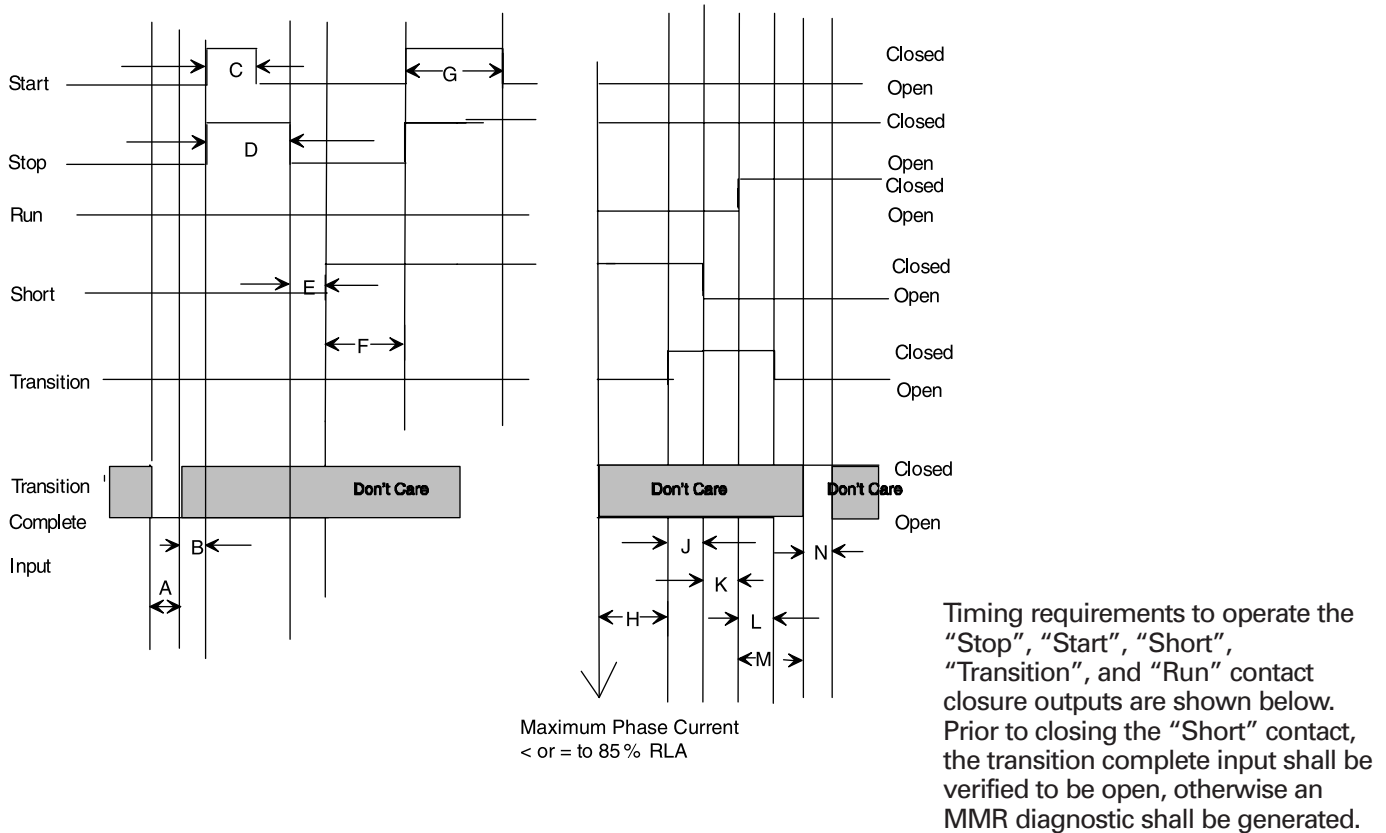 Start
C
G
Closed
Open
Stop
D
Closed
Open
Run
Closed
Open
Short
E
Closed
Open
F
Transition
Closed
Open
Transition
Complete
Input
Don't Care
Don't Care
Don't Care
Closed
Open
B
A
J
N
K
H
L
M
Maximum Phase Current
< or = to 85 % RLA
Timing requirements to operate the
“Stop”, “Start”, “Short”,
“Transition”, and “Run” contact
closure outputs are shown below.
Prior to closing the “Short” contact,
the transition complete input shall be
verified to be open, otherwise an
MMR diagnostic shall be generated.